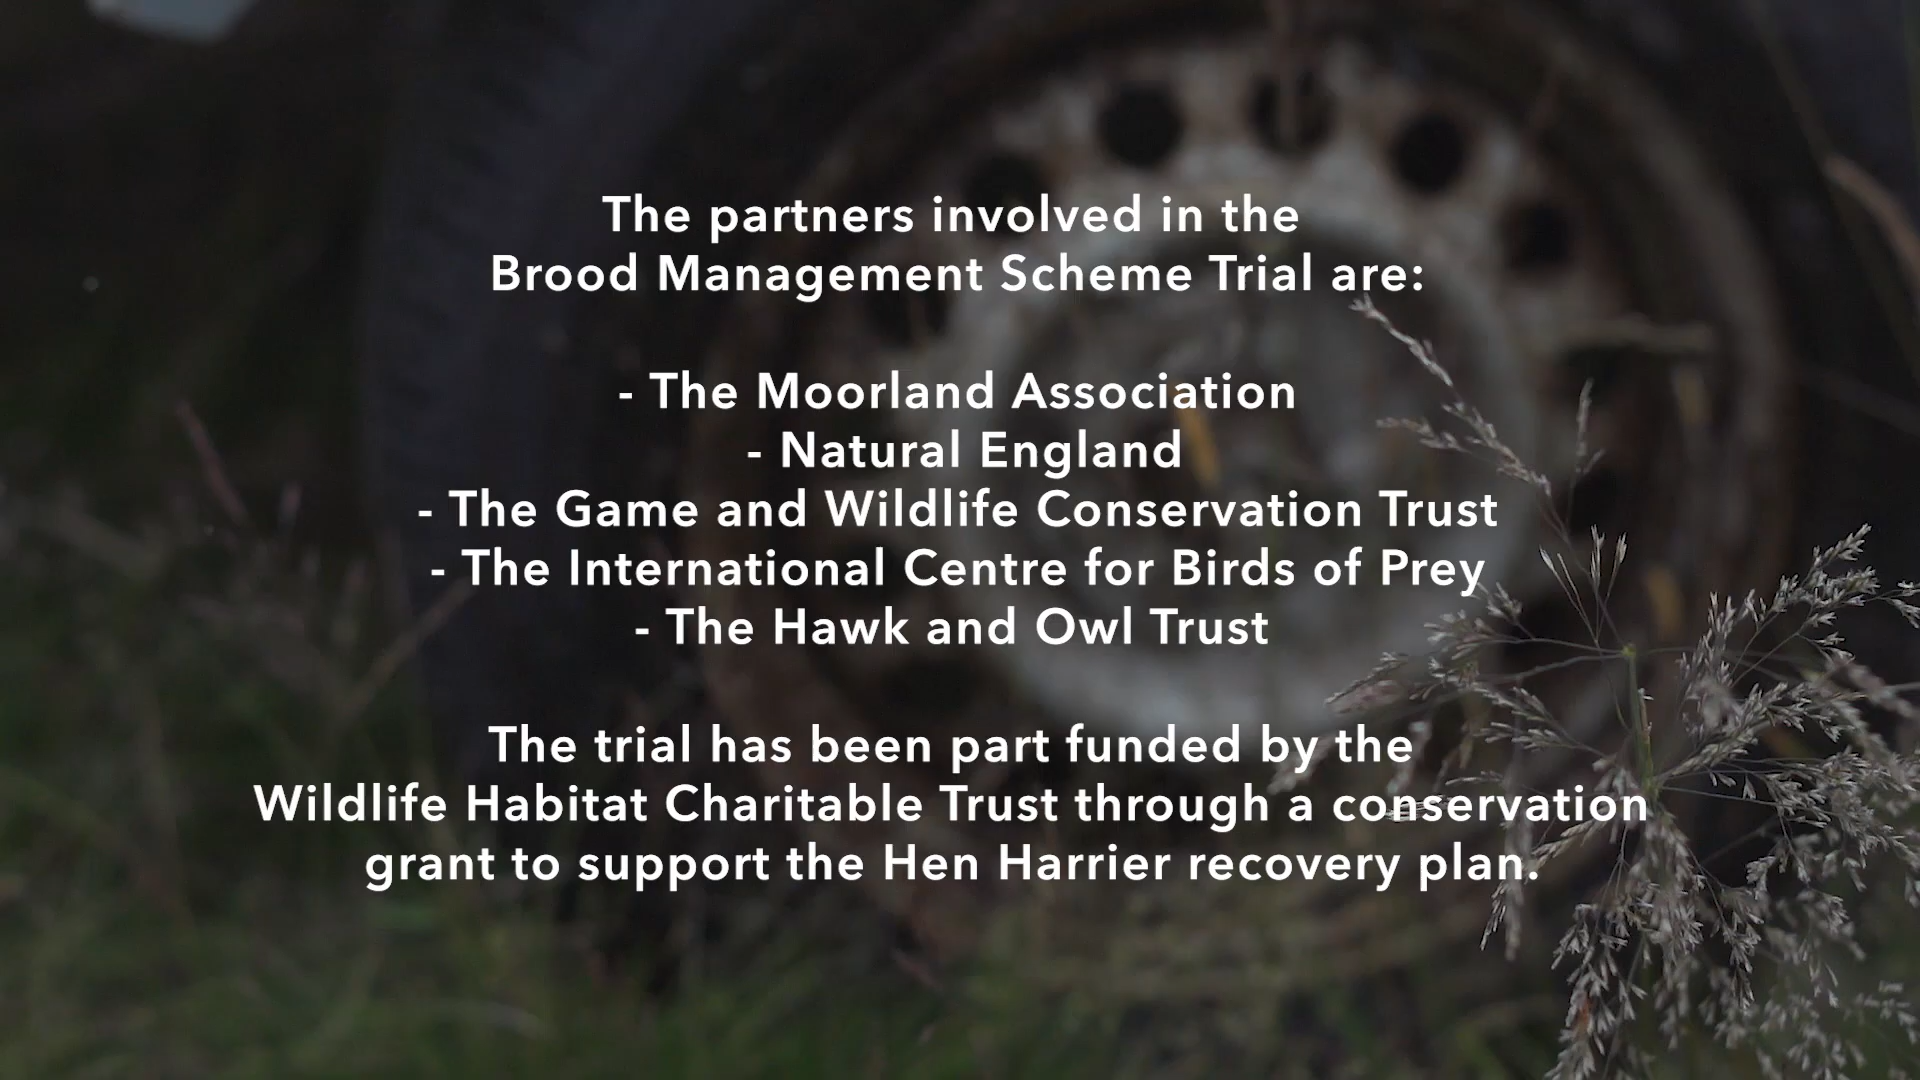 The partners involved in the
Brood Management Scheme Trial are:
- The Moorland Association
- Natural England
- The Game and Wildlife Conservation Trust
- The International Centre for Birds of Prey
- The Hawk and Owl Trust
The trial has been part funded by the
Wildlife Habitat Charitable Trust through a conservation
grant to support the Hen Harrier recovery plan.